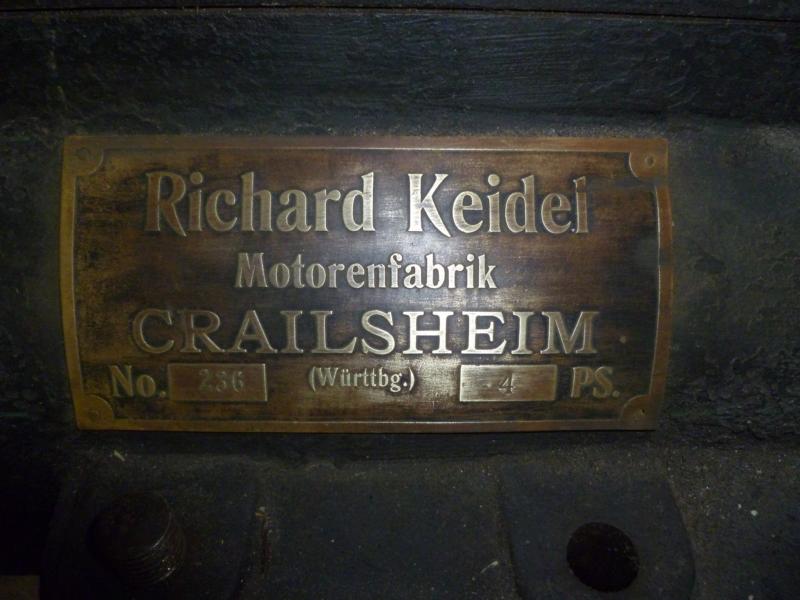 Richard Keidel
Motorenfabrik
CRAILSHEIM
No. 236 (Württbg.) 4 PS.